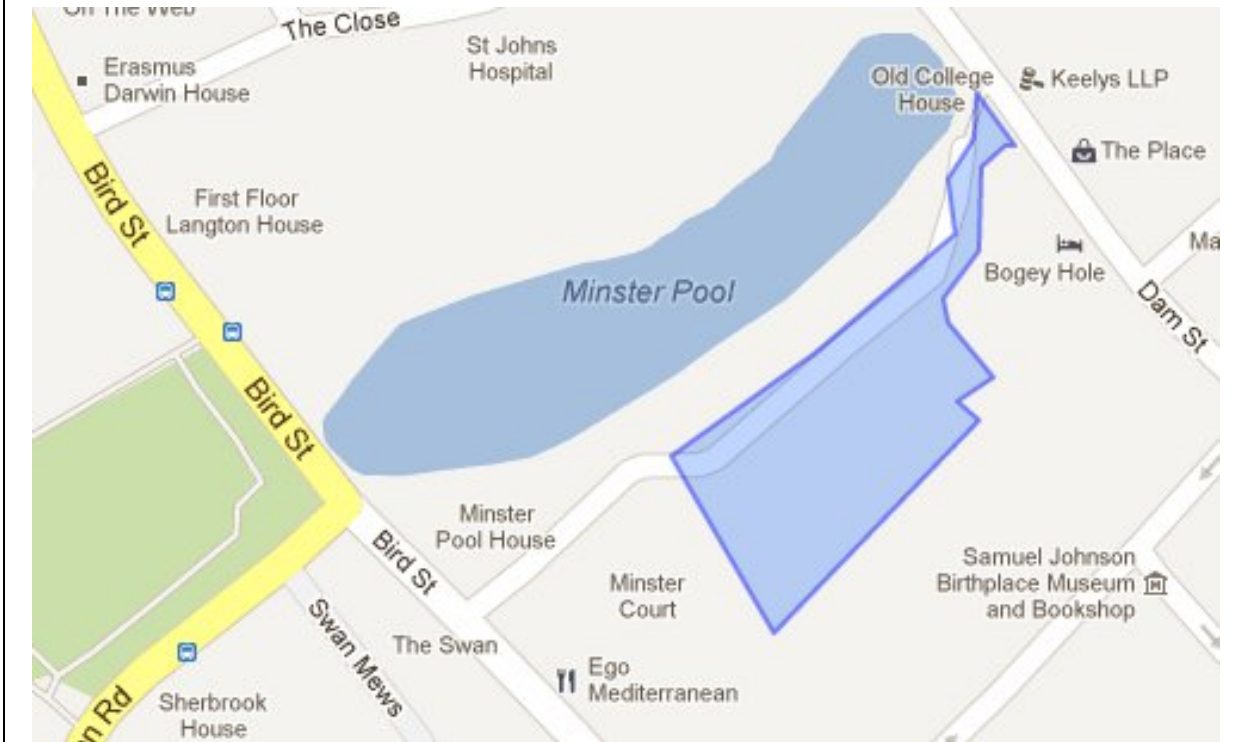 On The Web
The Close
St Johns
Hospital
Erasmus
Darwin House
Old College
House
Keelys LLP
The Place
Bird St
First Floor
Langton House
Minster Pool
Bogey Hole
Ma
Dam St
Bird St
Minster
Pool House
Bird St
Samuel Johnson
Birthplace Museum
and Bookshop
Minster
Court
Swan Mews
The Swan
Ego
Mediterranean
Sherbrook
House
on Rd